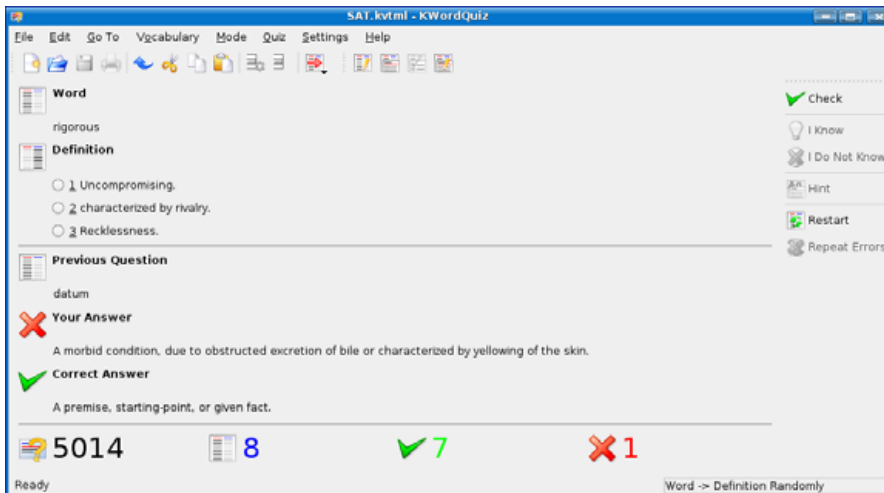 SAT.kvtml - KWordQuiz
File Edit Go To Vocabulary Mode Quiz Settings Help
Word
rigorous
Definition
1 Uncompromising.
2 characterized by rivalry.
3 Recklessness.
Previous Question
datum
Your Answer
A morbid condition, due to obstructed excretion of bile or characterized by yellowing of the skin.
Correct Answer
A premise, starting-point, or given fact.
5014 8 7 1
Check
I Know
I Do Not Know
Hint
Restart
Repeat Errors
Ready Word -> Definition Randomly